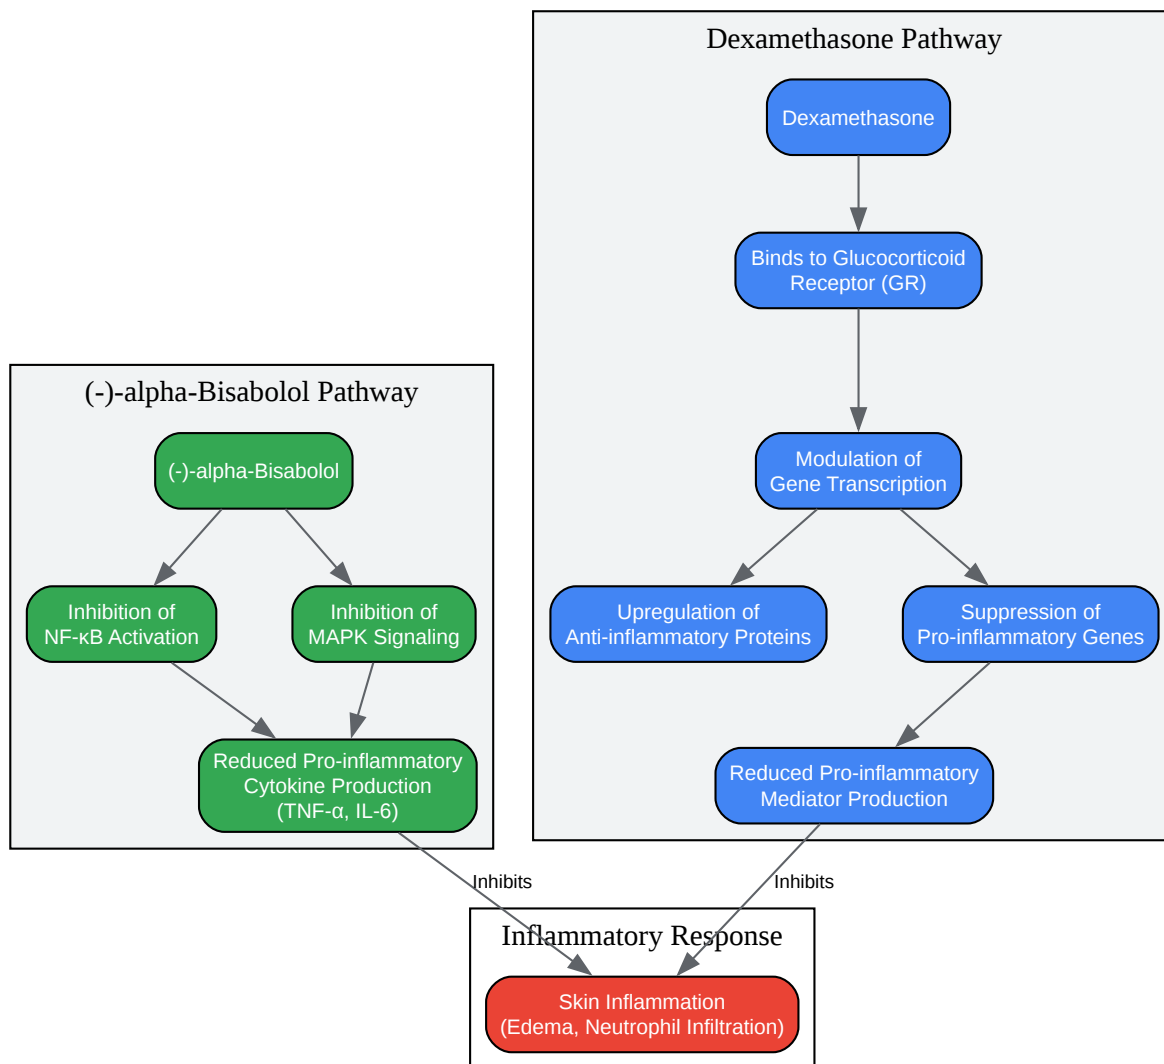 Dexamethasone Pathway
Dexamethasone
Binds to Glucocorticoid
Receptor (GR)
Modulation of
Gene Transcription
Upregulation of
Anti-inflammatory Proteins
Suppression of
Pro-inflammatory Genes
Reduced Pro-inflammatory
Mediator Production
(-)-alpha-Bisabolol Pathway
(-)-alpha-Bisabolol
Inhibition of
NF-κB Activation
Inhibition of
MAPK Signaling
Reduced Pro-inflammatory
Cytokine Production
(TNF-α, IL-6)
Inhibits
Inhibits
Inflammatory Response
Skin Inflammation
(Edema, Neutrophil Infiltration)